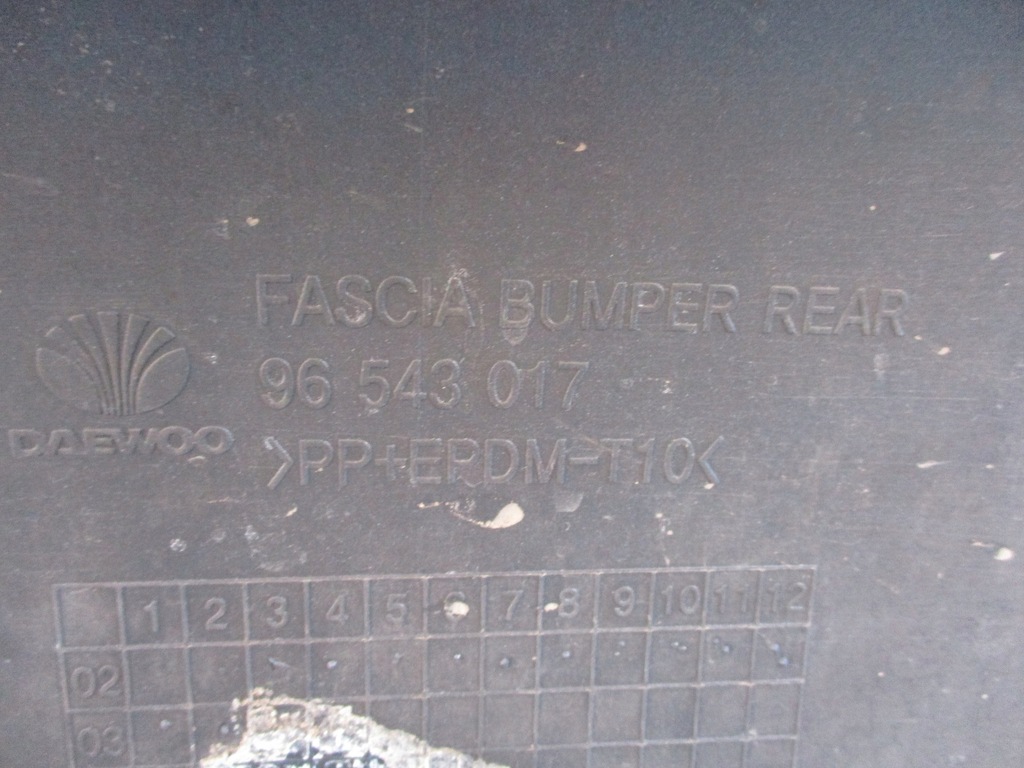 FASCIA BUMPER REAR
96 543 017
DAEWOO
>PP+EPDM-T10<
1 2 3 4 5 6 7 8 9 10 11 12
02
03